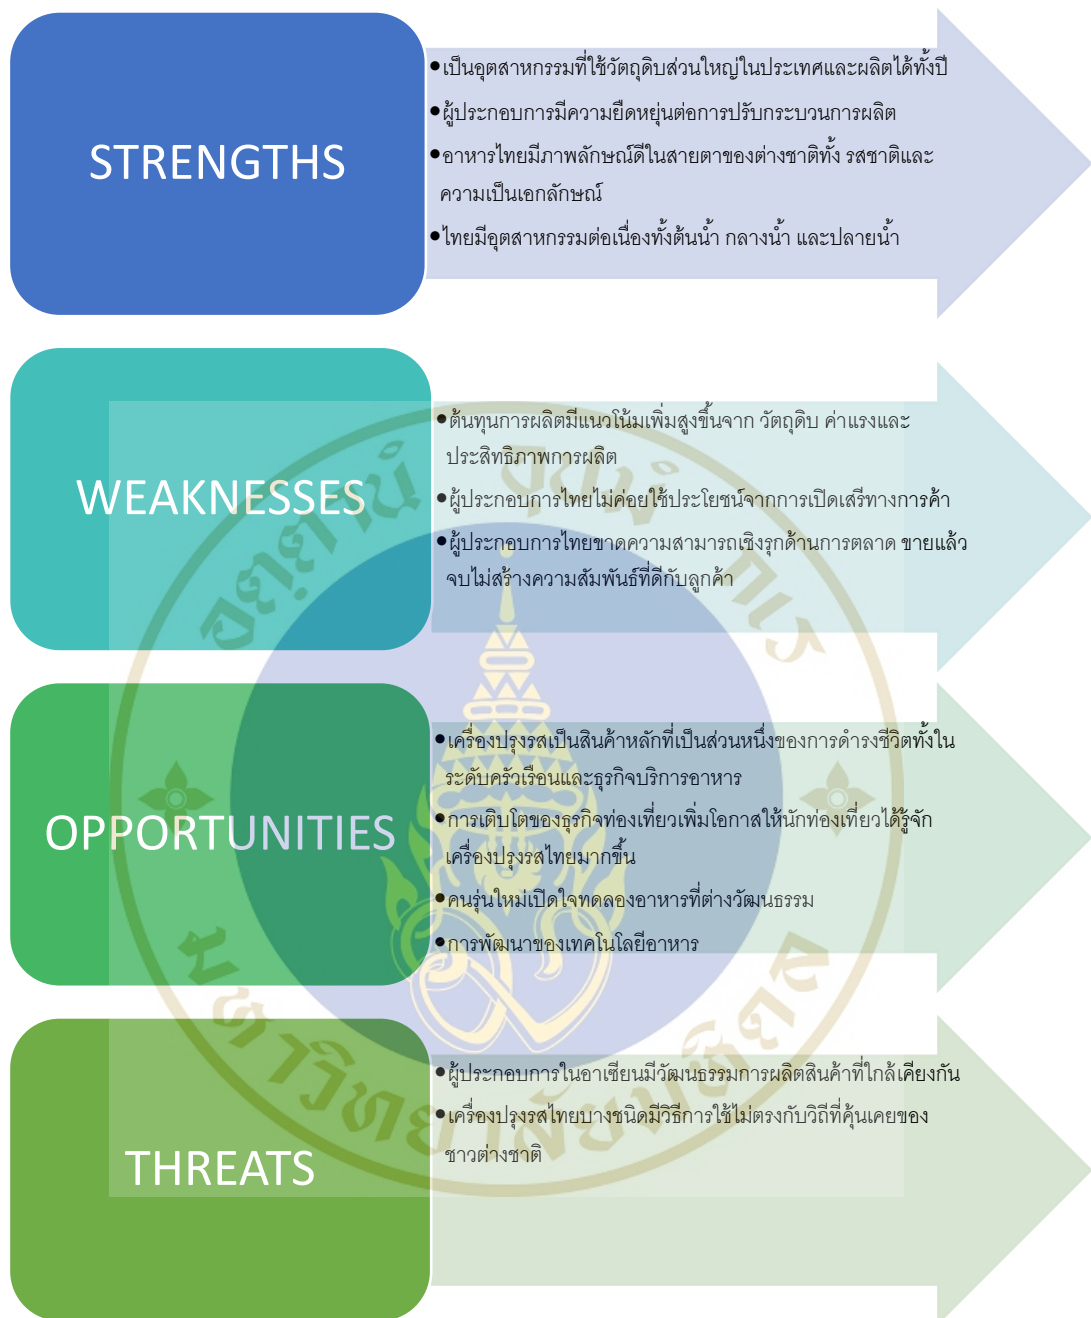 STRENGTHS
•เป็นอุตสาหกรรมที่ใช้วัตถุดิบส่วนใหญ่ในประเทศและผลิตได้ทั้งปี
•ผู้ประกอบการมีความยืดหยุ่นต่อการปรับกระบวนการผลิต
•อาหารไทยมีภาพลักษณ์ดีในสายตาของต่างชาติทั้ง รสชาติและ
ความเป็นเอกลักษณ์
•ไทยมีอุตสาหกรรมต่อเนื่องทั้งต้นน้ำ กลางน้ำ และปลายน้ำ
WEAKNESSES
•ต้นทุนการผลิตมีแนวโน้มเพิ่มสูงขึ้นจาก วัตถุดิบ ค่าแรงและ
ประสิทธิภาพการผลิต
•ผู้ประกอบการไทยไม่ค่อยใช้ประโยชน์จากการเปิดเสรีทางการค้า
•ผู้ประกอบการไทยขาดความสามารถเชิงรุกด้านการตลาด ขายแล้ว
จบไม่สร้างความสัมพันธ์ที่ดีกับลูกค้า
OPPORTUNITIES
•เครื่องปรุงรสเป็นสินค้าหลักที่เป็นส่วนหนึ่งของการดำรงชีวิตทั้งใน
ระดับครัวเรือนและธุรกิจบริการอาหาร
•การเติบโตของธุรกิจท่องเที่ยวเพิ่มโอกาสให้นักท่องเที่ยวได้รู้จัก
เครื่องปรุงรสไทยมากขึ้น
•คนรุ่นใหม่เปิดใจทดลองอาหารที่ต่างวัฒนธรรม
•การพัฒนาของเทคโนโลยีอาหาร
THREATS
•ผู้ประกอบการในอาเซียนมีวัฒนธรรมการผลิตสินค้าที่ใกล้เคียงกัน
•เครื่องปรุงรสไทยบางชนิดมีวิธีการใช้ไม่ตรงกับวิถีที่คุ้นเคยของ
ชาวต่างชาติ
อตฺตานํ อุปมํ กเร
มหาวิทยาลัยมหิดล